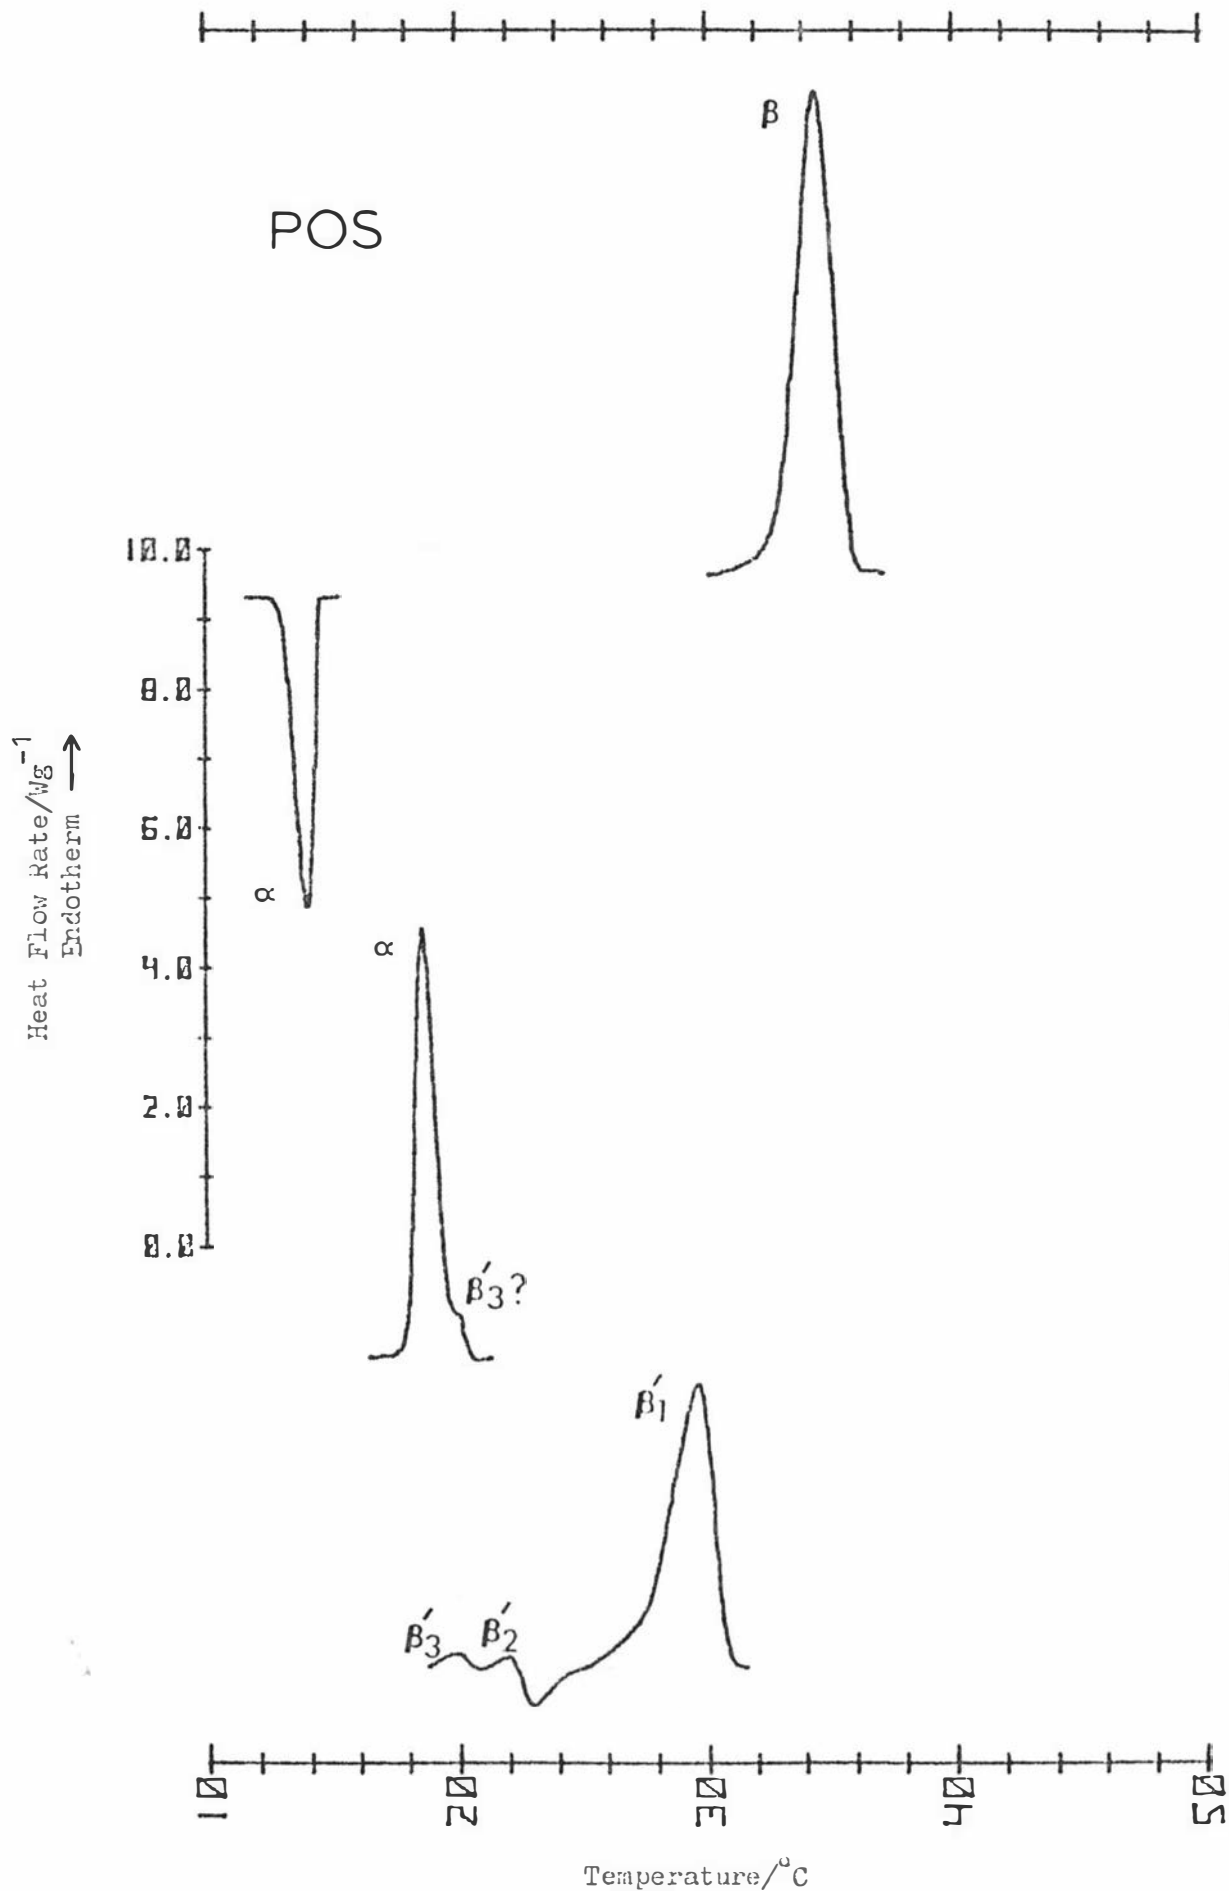 β
POS
10.0
8.0
α
6.0
Heat Flow Rate/Wg⁻¹
Endotherm →
α
4.0
2.0
0.0
β′3?
β′1
β′3
β′2
10
20
30
40
50
Temperature/°C